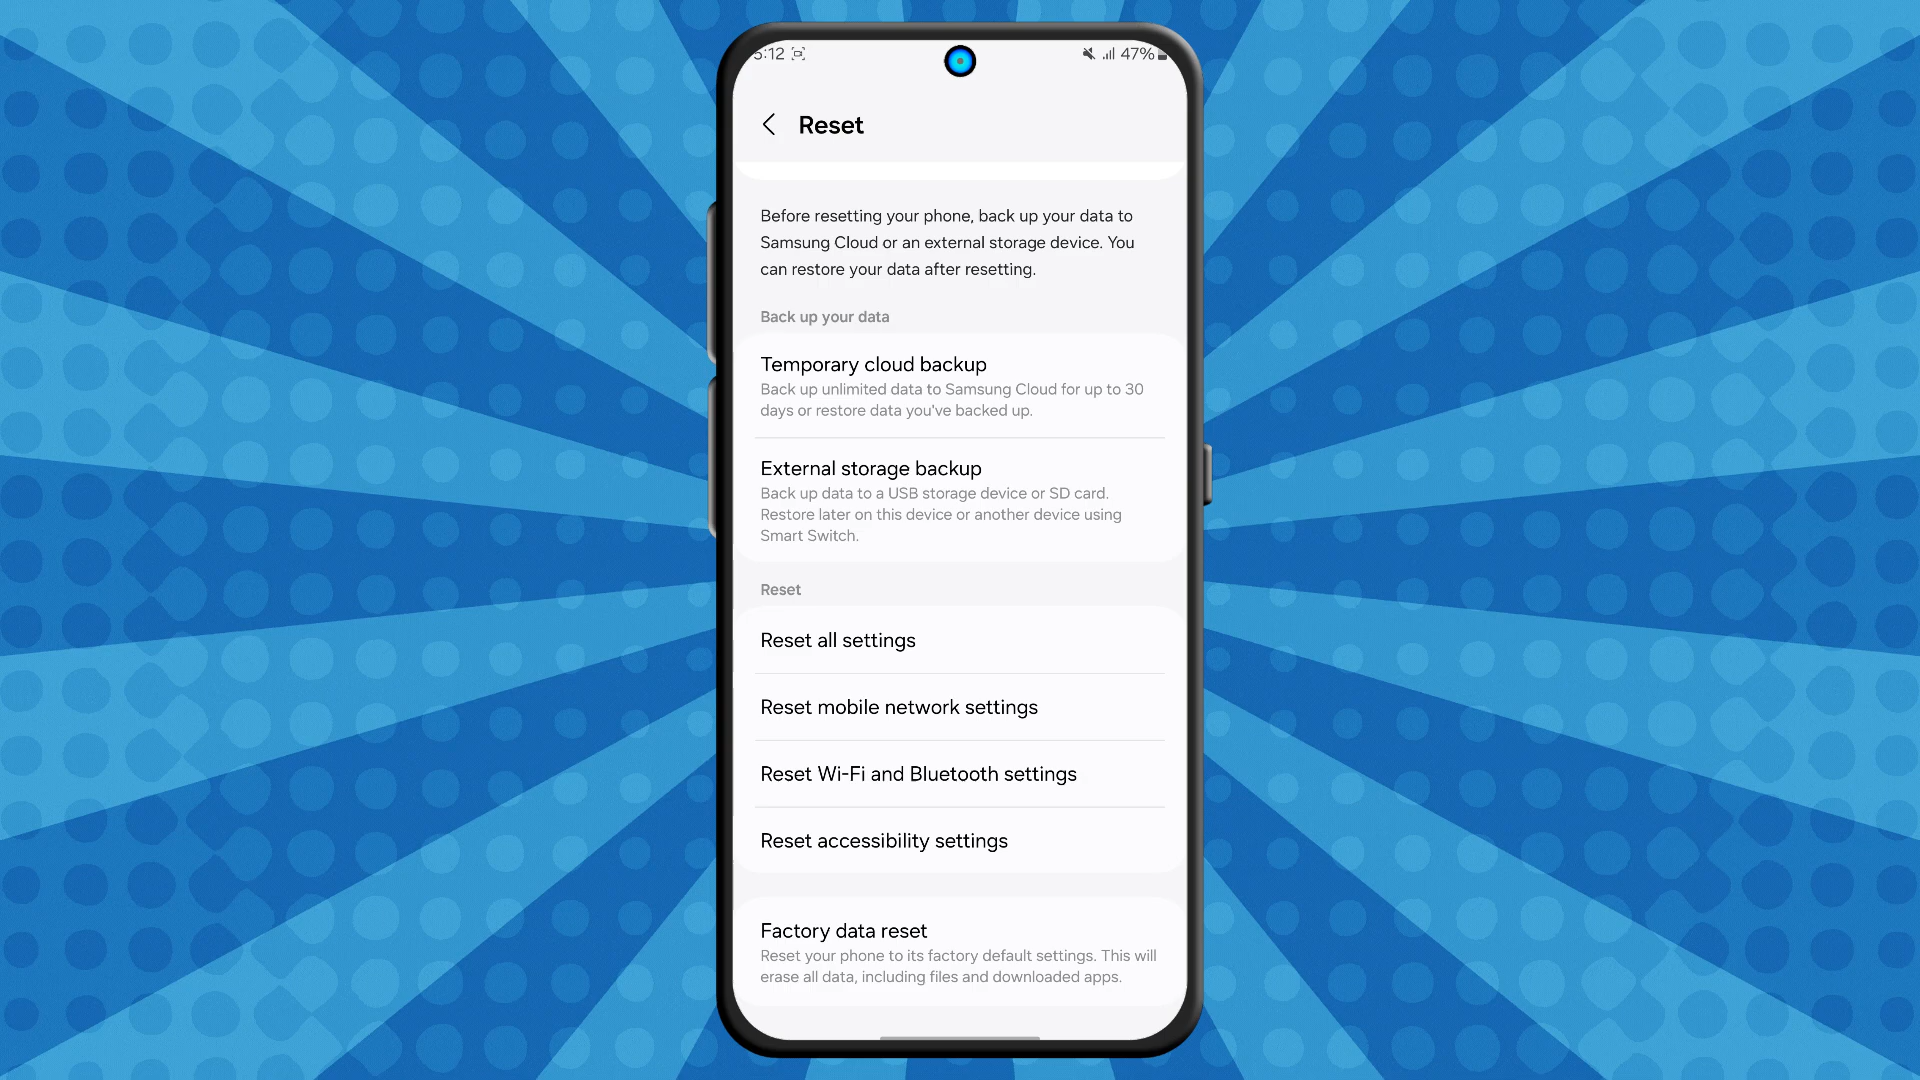 5:12 47%
Reset
Before resetting your phone, back up your data to
Samsung Cloud or an external storage device. You
can restore your data after resetting.
Back up your data
Temporary cloud backup
Back up unlimited data to Samsung Cloud for up to 30
days or restore data you've backed up.
External storage backup
Back up data to a USB storage device or SD card.
Restore later on this device or another device using
Smart Switch.
Reset
Reset all settings
Reset mobile network settings
Reset Wi-Fi and Bluetooth settings
Reset accessibility settings
Factory data reset
Reset your phone to its factory default settings. This will
erase all data, including files and downloaded apps.